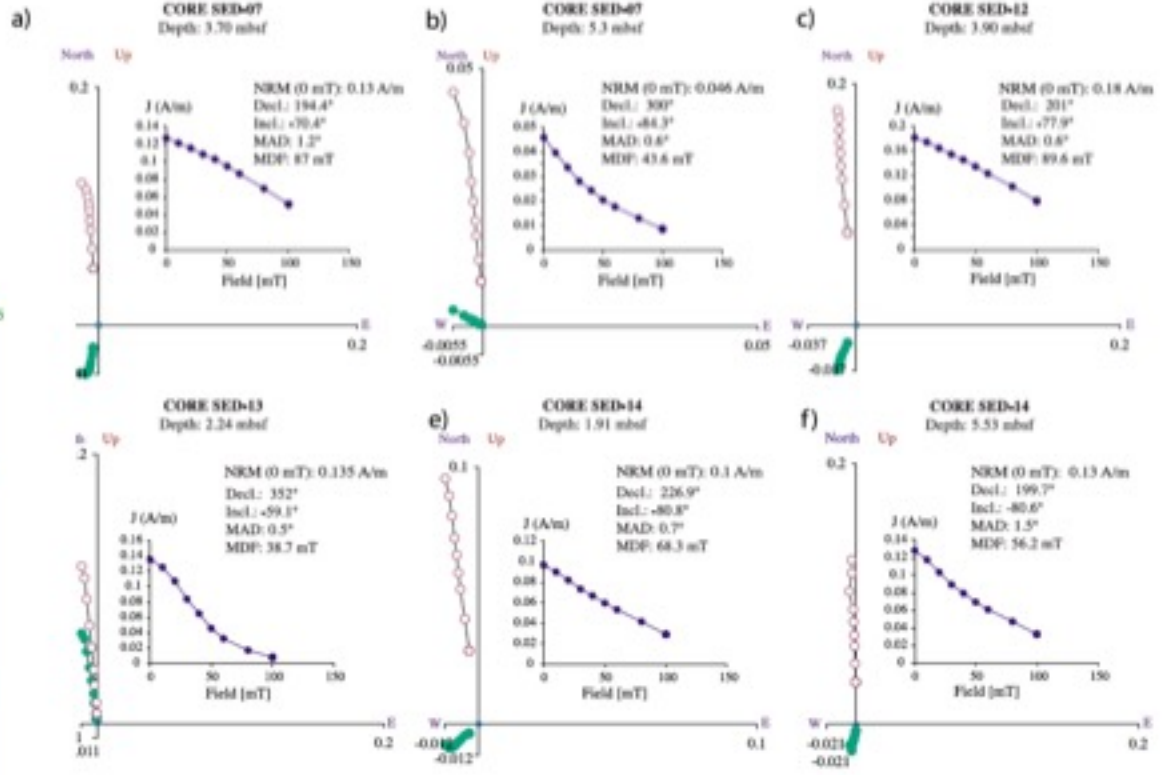 a)
CORE SED-07
Depth: 3.70 mbsf
North Up
0.2
NRM (0 mT): 0.13 A/m
Decl.: 194.4°
Incl.: -70.4°
MAD: 1.2°
MDF: 87 mT
J (A/m)
0.14
0.12
0.1
0.08
0.06
0.04
0.02
0
0 50 100 150
Field [mT]
E
0.2
b)
CORE SED-07
Depth: 5.3 mbsf
North Up
0.05
NRM (0 mT): 0.046 A/m
Decl.: 300°
Incl.: -84.3°
MAD: 0.6°
MDF: 43.6 mT
J (A/m)
0.01
0
0 50 100 150
Field [mT]
W E
-0.0055 0.05
-0.0055
c)
CORE SED-12
Depth: 3.90 mbsf
North Up
0.2
NRM (0 mT): 0.18 A/m
Decl.: 201°
Incl.: -77.9°
MAD: 0.6°
MDF: 89.6 mT
J (A/m)
0.2
0.16
0.08
0.04
0
0 50 100 150
Field [mT]
W E
-0.037 0.2
CORE SED-13
Depth: 2.24 mbsf
Up
.2
NRM (0 mT): 0.135 A/m
Decl.: 352°
Incl.: -59.1°
MAD: 0.5°
MDF: 38.7 mT
J (A/m)
0.16
0.14
0.12
0.1
0.08
0.06
0.04
0.02
0
0 50 100 150
Field [mT]
E
0.2
.011
e)
CORE SED-14
Depth: 1.91 mbsf
North Up
0.1
NRM (0 mT): 0.1 A/m
Decl.: 226.9°
Incl.: -80.8°
MAD: 0.7°
MDF: 68.3 mT
J (A/m)
0.12
0.1
0.08
0.06
0.04
0.02
0
0 50 100 150
Field [mT]
W E
0.1
-0.012
f)
CORE SED-14
Depth: 5.53 mbsf
North Up
0.2
NRM (0 mT): 0.13 A/m
Decl.: 199.7°
Incl.: -80.6°
MAD: 1.5°
MDF: 56.2 mT
J (A/m)
0.14
0.12
0.1
0.08
0.06
0.04
0.02
0
0 50 100 150
Field [mT]
W E
-0.021 0.2
-0.021